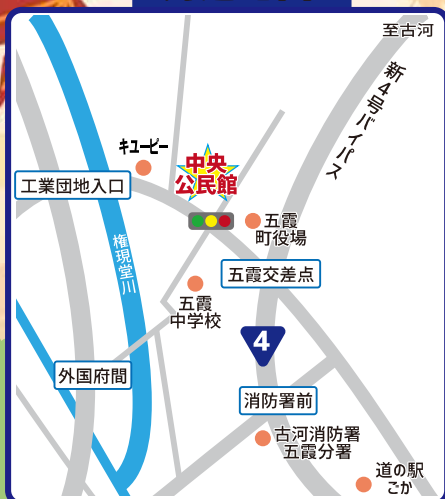 至古河
新4号バイパス
キユーピー
中央
公民館
工業団地入口
権現堂川
五霞
町役場
五霞交差点
五霞
中学校
4
外国府間
消防署前
古河消防署
五霞分署
道の駅
ごか